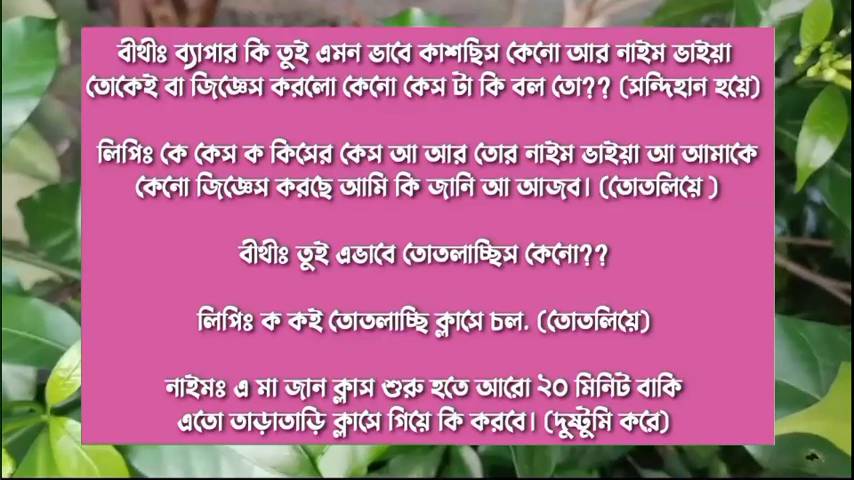 বীথীঃ ব্যাপার কি তুই এমন ভাবে কাশছিস কেনো আর নাইম ভাইয়া
তোকেই বা জিজ্ঞেস করলো কেনো কেস টা কি বল তো?? (সন্দিহান হয়ে)
লিপিঃ কে কেস ক কিসের কেস আ আর তোর নাইম ভাইয়া আ আমাকে
কেনো জিজ্ঞেস করছে আমি কি জানি আ আজব। (তোতলিয়ে )
বীথীঃ তুই এভাবে তোতলাচ্ছিস কেনো??
লিপিঃ ক কই তোতলাচ্ছি ক্লাসে চল. (তোতলিয়ে)
নাইমঃ এ মা জান ক্লাস শুরু হতে আরো ২০ মিনিট বাকি
এতো তাড়াতাড়ি ক্লাসে গিয়ে কি করবে। (দুষ্টুমি করে)